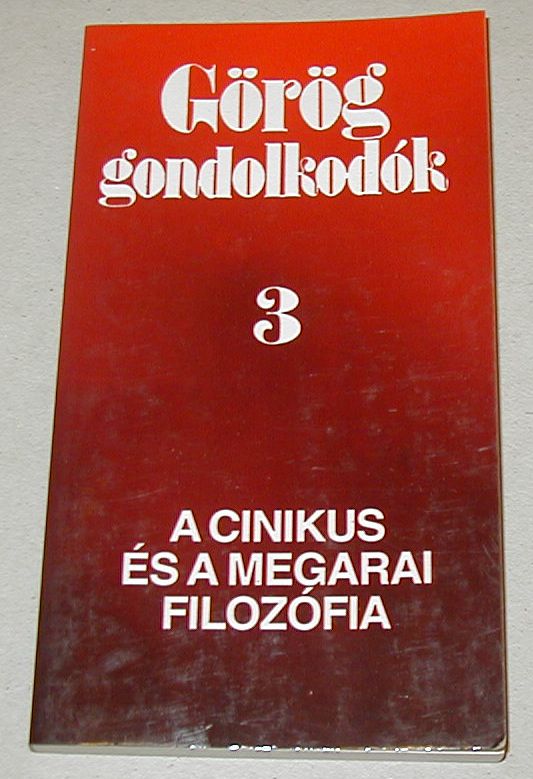 Görög
gondolkodók
3
A CINIKUS
ÉS A MEGARAI
FILOZÓFIA